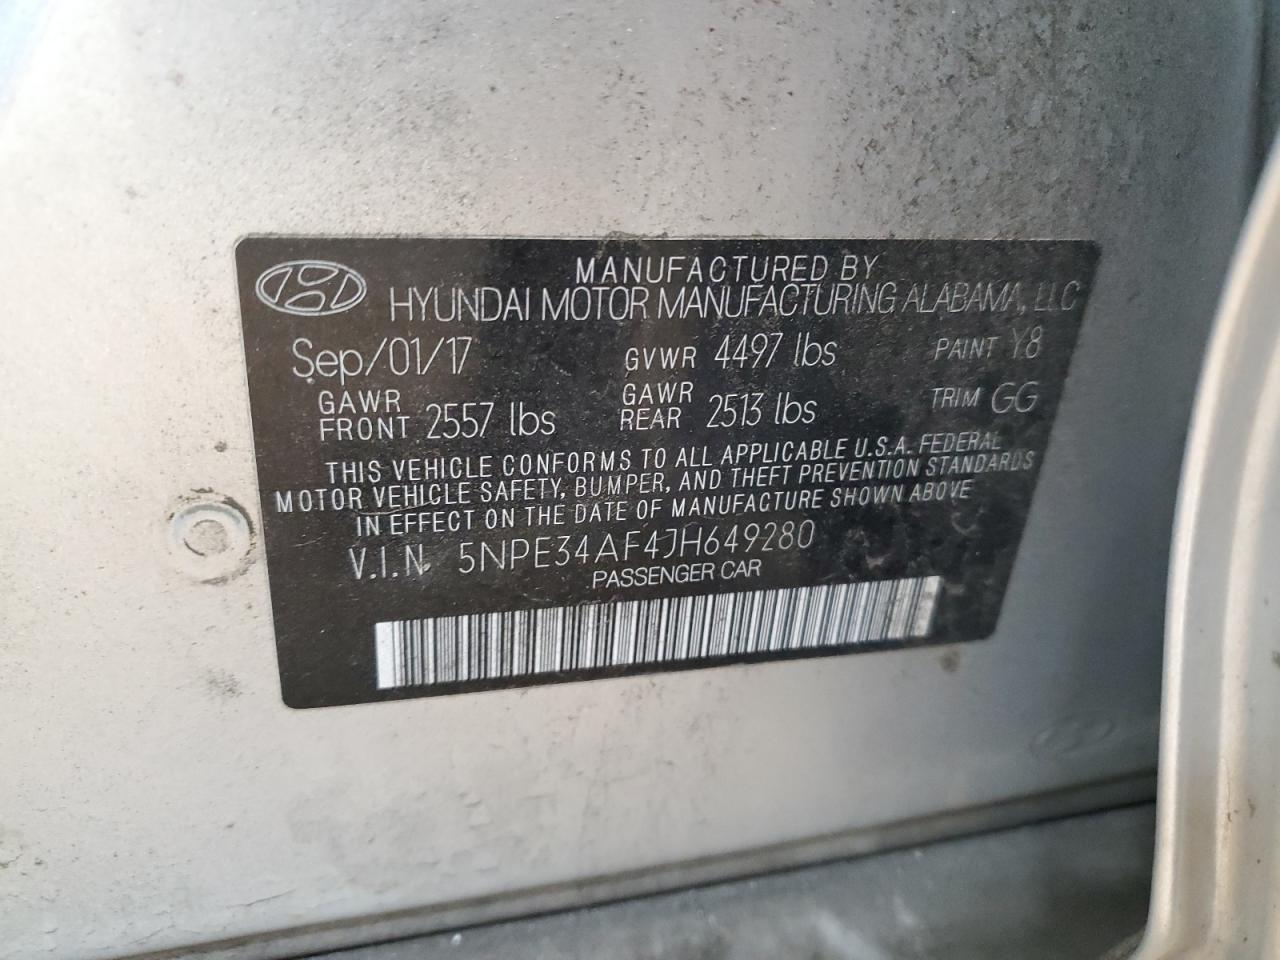 MANUFACTURED BY
HYUNDAI MOTOR MANUFACTURING ALABAMA, LLC
Sep/01/17 GVWR 4497 lbs PAINT Y8
GAWR FRONT 2557 lbs GAWR REAR 2513 lbs TRIM GG
THIS VEHICLE CONFORMS TO ALL APPLICABLE U.S.A. FEDERAL
MOTOR VEHICLE SAFETY, BUMPER, AND THEFT PREVENTION STANDARDS
IN EFFECT ON THE DATE OF MANUFACTURE SHOWN ABOVE
V.I.N. 5NPE34AF4JH649280
PASSENGER CAR